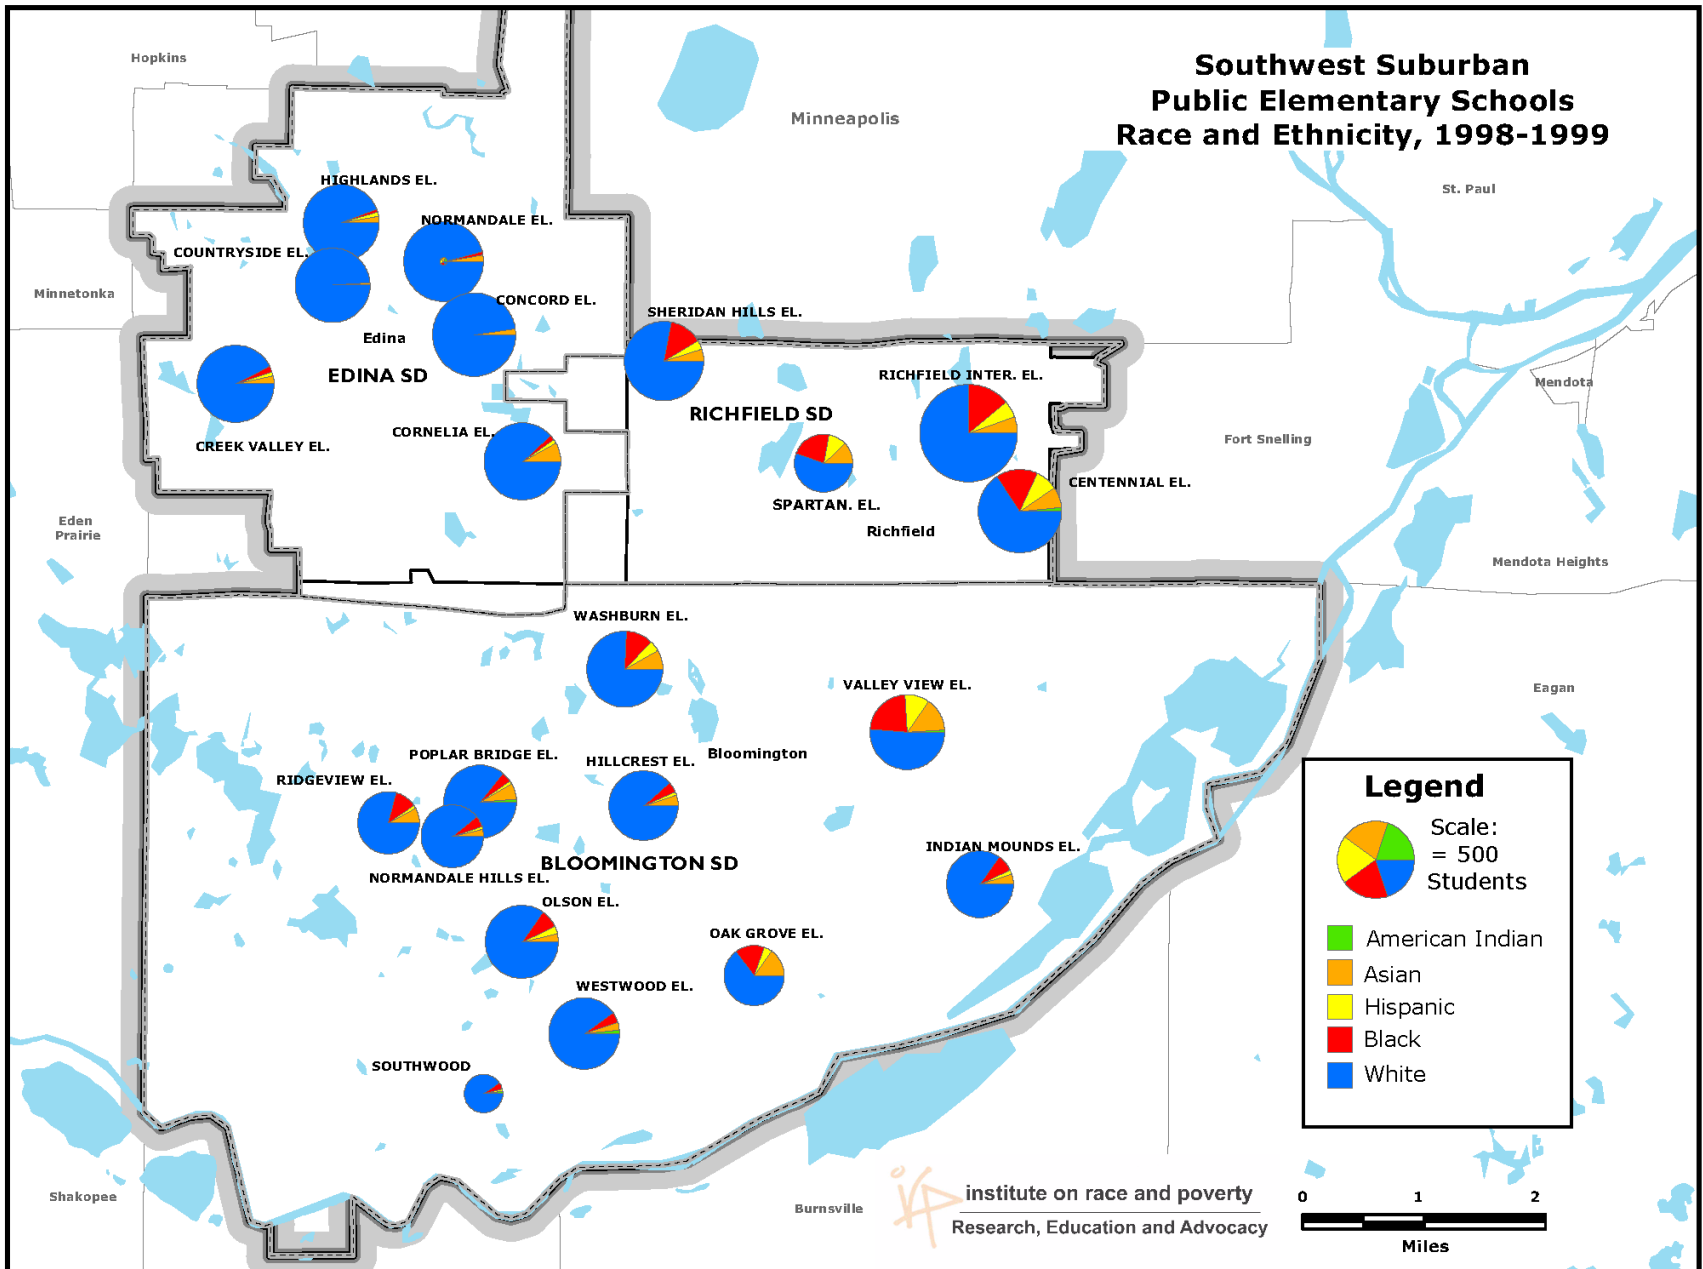 Southwest Suburban
Public Elementary Schools
Race and Ethnicity, 1998-1999
Hopkins
Minneapolis
St. Paul
HIGHLANDS EL.
NORMANDALE EL.
COUNTRYSIDE EL.
Minnetonka
CONCORD EL.
SHERIDAN HILLS EL.
Edina
EDINA SD
RICHFIELD INTER. EL.
Mendota
RICHFIELD SD
CORNELIA EL.
Fort Snelling
CREEK VALLEY EL.
CENTENNIAL EL.
SPARTAN. EL.
Eden
Prairie
Richfield
Mendota Heights
WASHBURN EL.
VALLEY VIEW EL.
Eagan
POPLAR BRIDGE EL.
Bloomington
HILLCREST EL.
RIDGEVIEW EL.
INDIAN MOUNDS EL.
BLOOMINGTON SD
NORMANDALE HILLS EL.
OLSON EL.
OAK GROVE EL.
WESTWOOD EL.
SOUTHWOOD
Legend
Scale:
= 500
Students
American Indian
Asian
Hispanic
Black
White
Shakopee
Burnsville
irp
institute on race and poverty
Research, Education and Advocacy
0 1 2
Miles